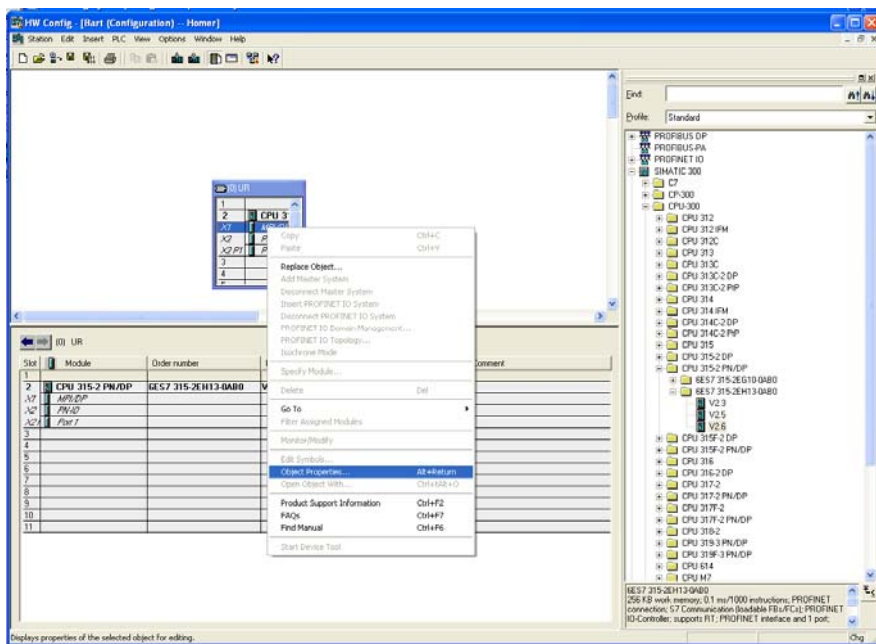 HW Config - [Bart (Configuration) -- Homer]
Station Edit Insert PLC View Options Window Help
Find:
Profile: Standard
PROFIBUS DP
PROFIBUS-PA
PROFINET IO
SIMATIC 300
C7
CP-300
CPU-300
CPU 312
CPU 312 IFM
CPU 312C
CPU 313
CPU 313C
CPU 313C-2 DP
CPU 313C-2 PtP
CPU 314
CPU 314 IFM
CPU 314C-2 DP
CPU 314C-2 PtP
CPU 315
CPU 315-2 DP
CPU 315-2 PN/DP
6ES7 315-2EG10-0AB0
6ES7 315-2EH13-0AB0
V2.3
V2.5
V2.6
CPU 315F-2 DP
CPU 315F-2 PN/DP
CPU 316
CPU 316-2 DP
CPU 317-2
CPU 317-2 PN/DP
CPU 317F-2
CPU 317F-2 PN/DP
CPU 318-2
CPU 319-3 PN/DP
CPU 319F-3 PN/DP
CPU 614
CPU M7
6ES7 315-2EH13-0AB0
256 KB work memory; 0.1 ms/1000 instructions; PROFINET
connection; S7 Communication (loadable FBs/FCs); PROFINET
IO-Controller; supports RT; PROFINET interface and 1 port;
(0) UR
1
2 CPU 3
X1 MPI/D
X2 P
X2 P1 P
3
4
Copy Ctrl+C
Paste Ctrl+V
Replace Object...
Add Master System
Disconnect Master System
Insert PROFINET IO System
Disconnect PROFINET IO System
PROFINET IO Domain Management...
PROFINET IO Topology...
Isochrone Mode
Specify Module...
Delete Del
Go To
Filter Assigned Modules
Monitor/Modify
Edit Symbols...
Object Properties... Alt+Return
Open Object With... Ctrl+Alt+O
Product Support Information Ctrl+F2
FAQs Ctrl+F7
Find Manual Ctrl+F6
Start Device Tool
(0) UR
Slot Module Order number Comment
1
2 CPU 315-2 PN/DP 6ES7 315-2EH13-0AB0 V
X1 MPI/DP
X2 PN-IO
X2 Port 1
3
4
5
6
7
8
9
10
11
Displays properties of the selected object for editing. Chg